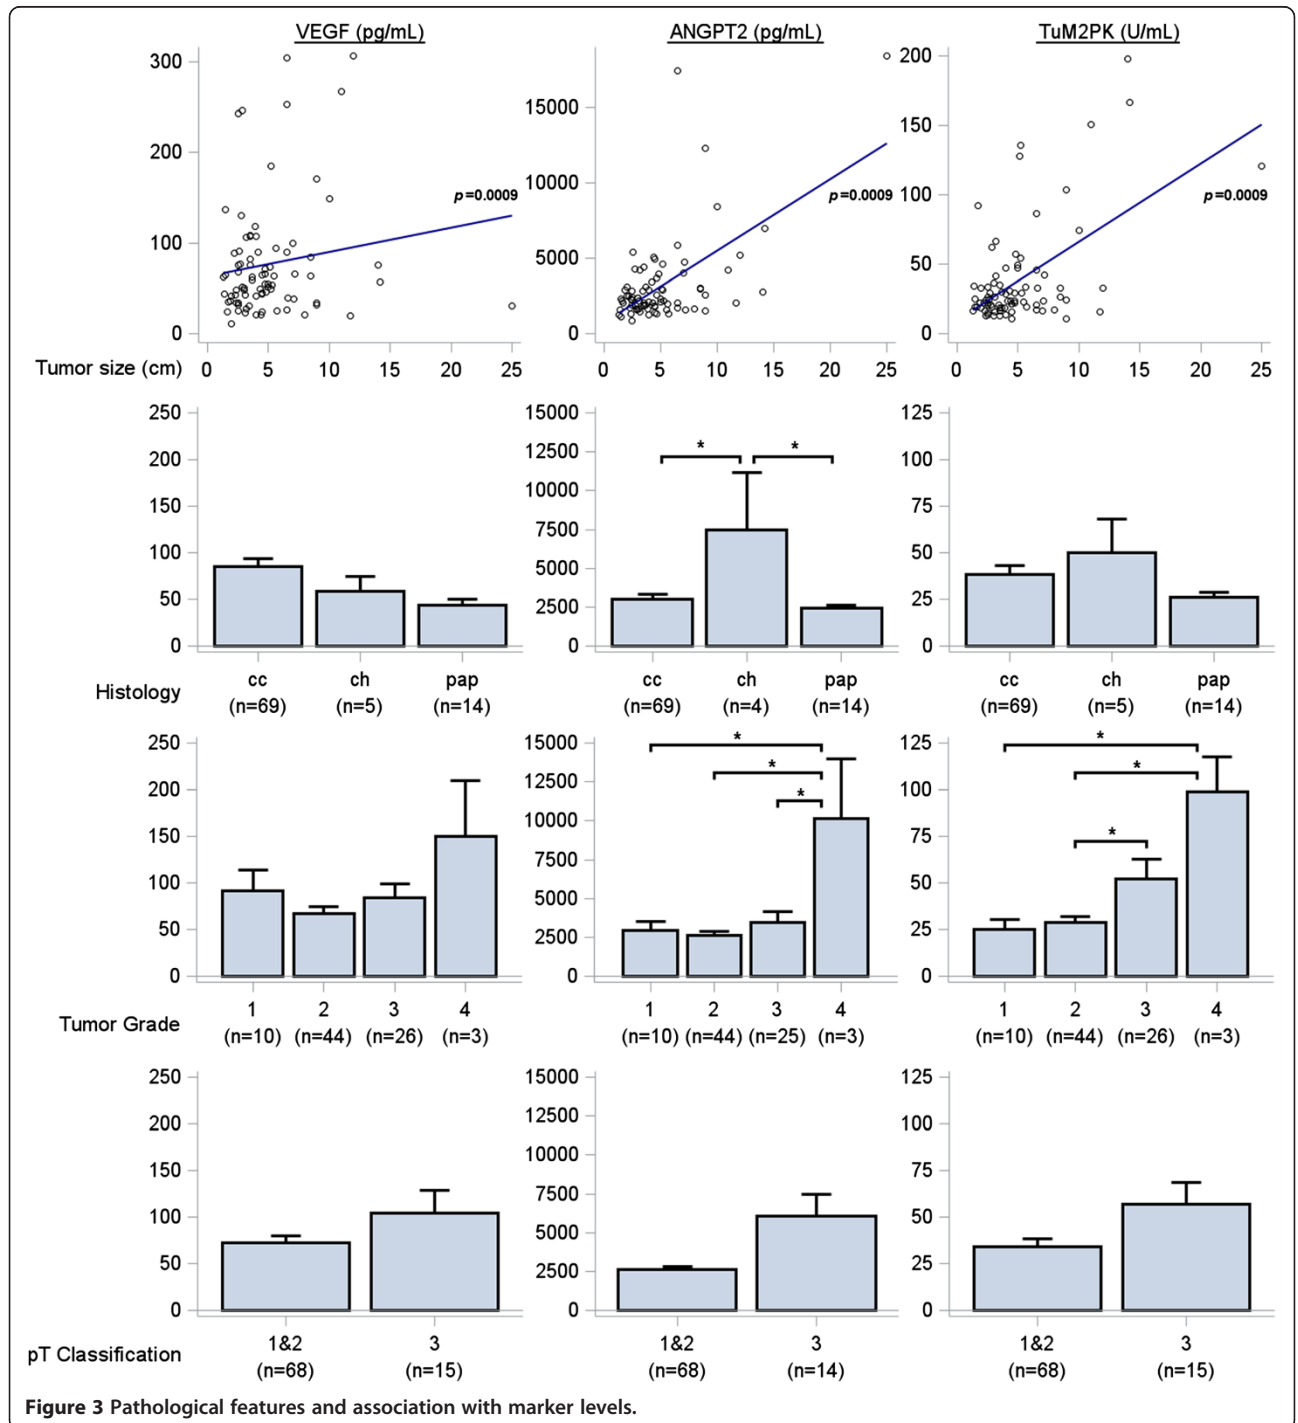 VEGF (pg/mL) ANGPT2 (pg/mL) TuM2PK (U/mL)
300 200
15000
200 150
10000 100
p=0.0009 p=0.0009 p=0.0009
100
5000 50
0 0 0
Tumor size (cm) 0 5 10 15 20 25 0 5 10 15 20 25 0 5 10 15 20 25
250 15000 125
200 12500 100
* *
150 10000 75
7500
100 50
5000
50 2500 25
0 0 0
cc ch pap cc ch pap cc ch pap
Histology
(n=69) (n=5) (n=14) (n=69) (n=4) (n=14) (n=69) (n=5) (n=14)
250 15000 * 125 *
200 12500 * 100 *
*
150 10000 75
7500 *
100 50
5000
50 2500 25
0 0 0
1 2 3 4 1 2 3 4 1 2 3 4
Tumor Grade
(n=10) (n=44) (n=26) (n=3) (n=10) (n=44) (n=25) (n=3) (n=10) (n=44) (n=26) (n=3)
250 15000 125
200 12500 100
150 10000 75
7500
100 50
5000
50 2500 25
0 0 0
1&2 3 1&2 3 1&2 3
pT Classification
(n=68) (n=15) (n=68) (n=14) (n=68) (n=15)
Figure 3 Pathological features and association with marker levels.